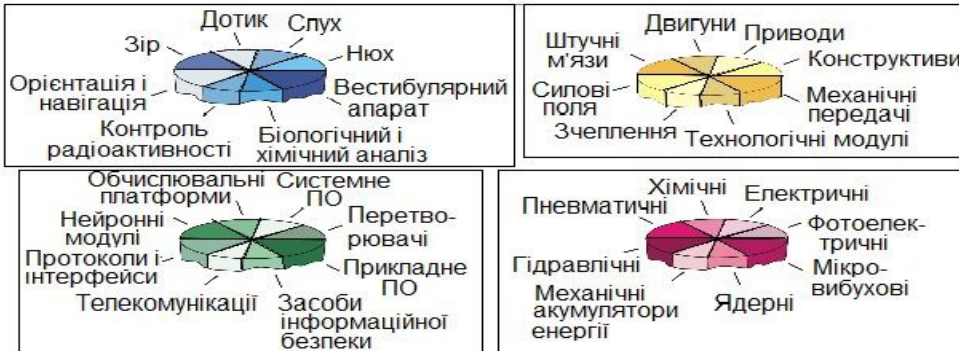 Дотик
Слух
Зір
Нюх
Орієнтація і
навігація
Вестибулярний
апарат
Контроль
радіоактивності
Біологічний і
хімічний аналіз
Двигуни
Приводи
Штучні
м'язи
Конструктиви
Силові
поля
Механічні
передачі
Зчеплення
Технологічні модулі
Обчислювальні
платформи
Системне
ПО
Нейронні
модулі
Перетво-
рювачі
Протоколи і
інтерфейси
Прикладне
ПО
Телекомунікації
Засоби
інформаційної
безпеки
Хімічні
Електричні
Пневматичні
Фотоелек-
тричні
Гідравлічні
Мікро-
вибухові
Механічні
акумулятори
енергії
Ядерні